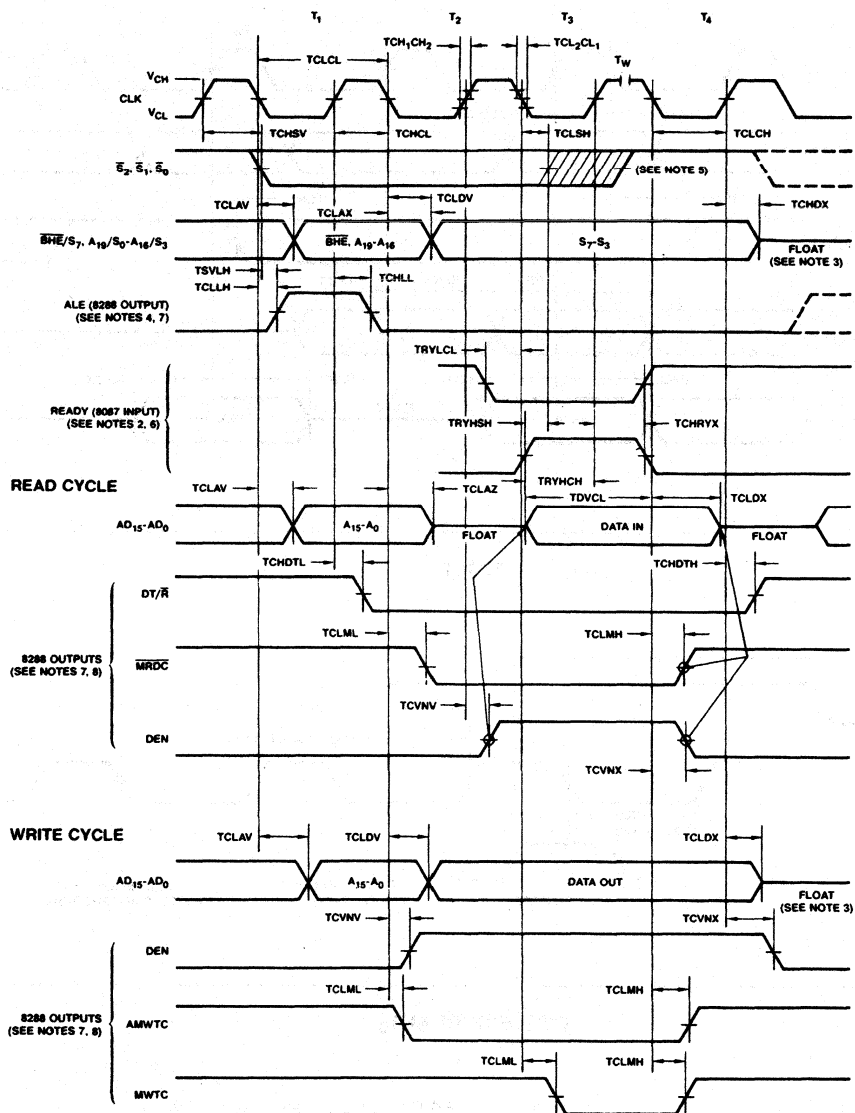 T1 T2 T3 T4
TCH1CH2 TCL2CL1
TCLCL TW
VCH
CLK
VCL
TCHSV TCHCL TCLSH TCLCH
S̅2, S̅1, S̅0 (SEE NOTE 5)
TCLAV TCLAX TCLDV TCHDX
B̅H̅E̅/S7, A19/S0-A16/S3 B̅H̅E̅, A19-A16 S7-S3 FLOAT
(SEE NOTE 3)
TSVLH
TCLLH TCHLL
ALE (8288 OUTPUT)
(SEE NOTES 4, 7)
TRYLCL
READY (8087 INPUT)
(SEE NOTES 2, 6)
TRYHSH TCHRYX
TRYHCH
READ CYCLE
TCLAV TCLAZ TDVCL TCLDX
AD15-AD0 A15-A0 FLOAT DATA IN FLOAT
TCHDTL TCHDTH
DT/R̅
8288 OUTPUTS
(SEE NOTES 7, 8)
TCLML TCLMH
M̅R̅D̅C̅
TCVNV
DEN
TCVNX
WRITE CYCLE
TCLAV TCLDV TCLDX
AD15-AD0 A15-A0 DATA OUT FLOAT
(SEE NOTE 3)
TCVNV TCVNX
DEN
8288 OUTPUTS
(SEE NOTES 7, 8)
TCLML TCLMH
AMWTC
TCLML TCLMH
MWTC